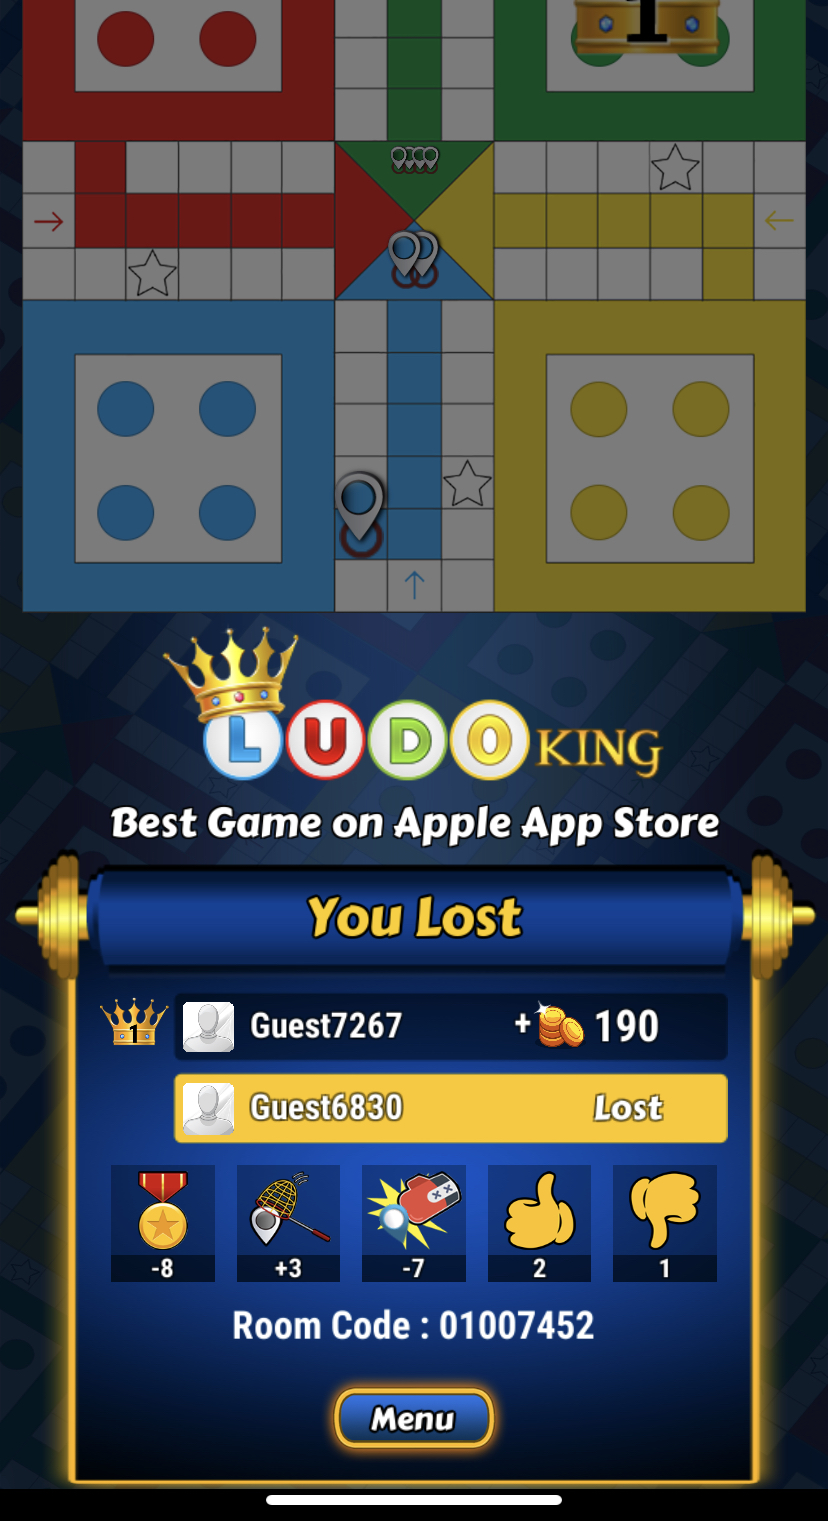 1
LUDO KING
Best Game on Apple App Store
You Lost
1 Guest7267 + 190
Guest6830 Lost
-8 +3 -7 2 1
Room Code : 01007452
Menu